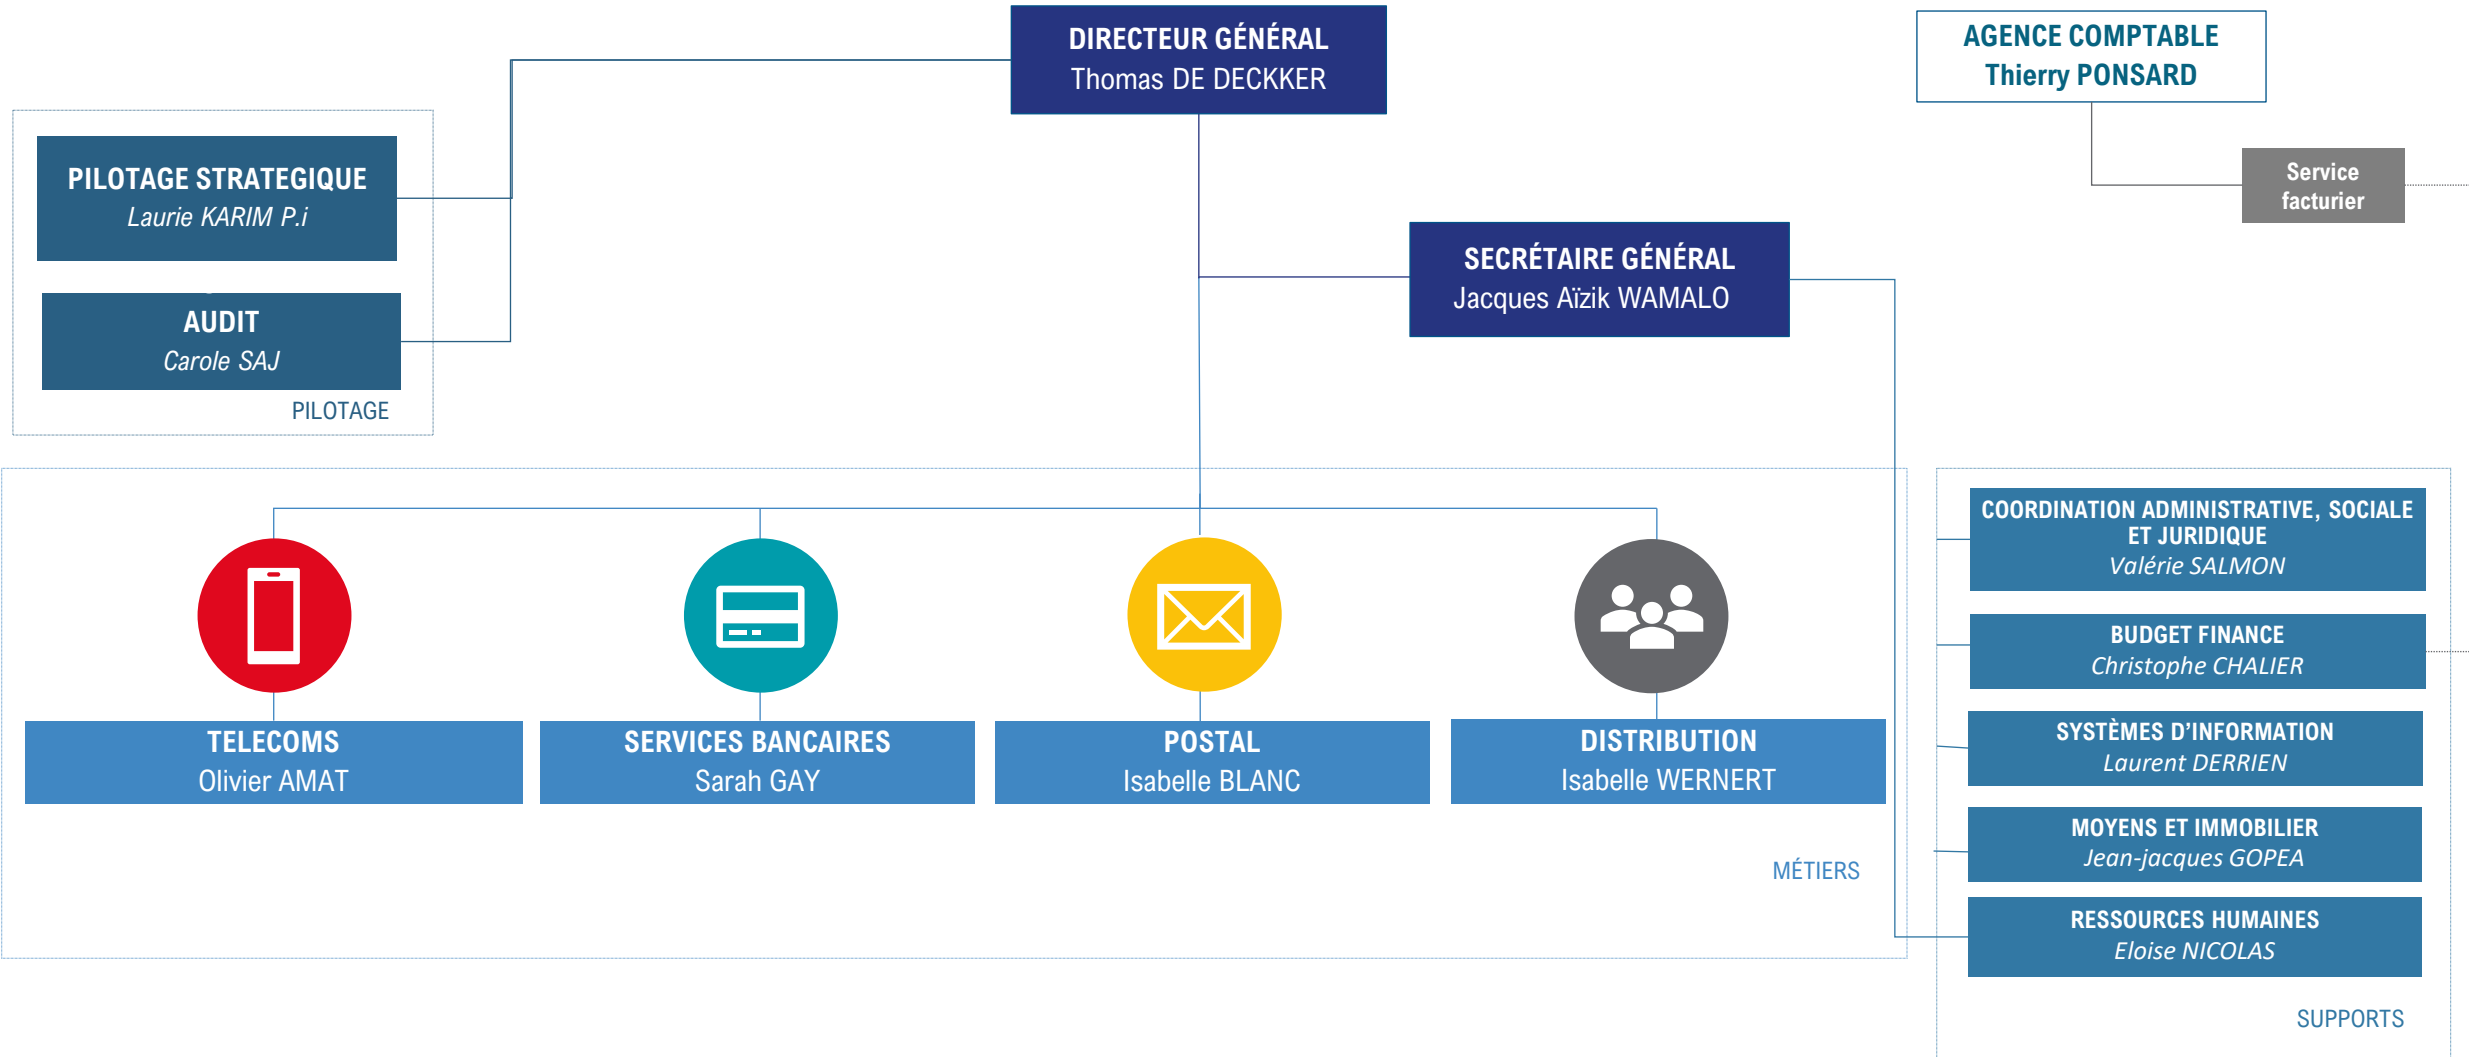 DIRECTEUR GÉNÉRAL
Thomas DE DECKKER
AGENCE COMPTABLE
Thierry PONSARD
Service
facturier
PILOTAGE STRATEGIQUE
Laurie KARIM P.i
AUDIT
Carole SAJ
PILOTAGE
SECRÉTAIRE GÉNÉRAL
Jacques Aïzik WAMALO
TELECOMS
Olivier AMAT
SERVICES BANCAIRES
Sarah GAY
POSTAL
Isabelle BLANC
DISTRIBUTION
Isabelle WERNERT
MÉTIERS
COORDINATION ADMINISTRATIVE, SOCIALE
ET JURIDIQUE
Valérie SALMON
BUDGET FINANCE
Christophe CHALIER
SYSTÈMES D’INFORMATION
Laurent DERRIEN
MOYENS ET IMMOBILIER
Jean-jacques GOPEA
RESSOURCES HUMAINES
Eloise NICOLAS
SUPPORTS